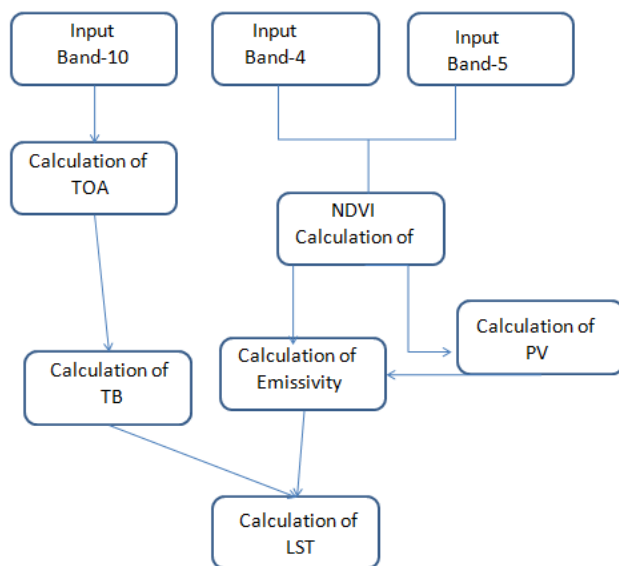 Input
Band-10
Input
Band-4
Input
Band-5
Calculation of
TOA
NDVI
Calculation of
Calculation of
PV
Calculation of
Emissivity
Calculation of
TB
Calculation of
LST